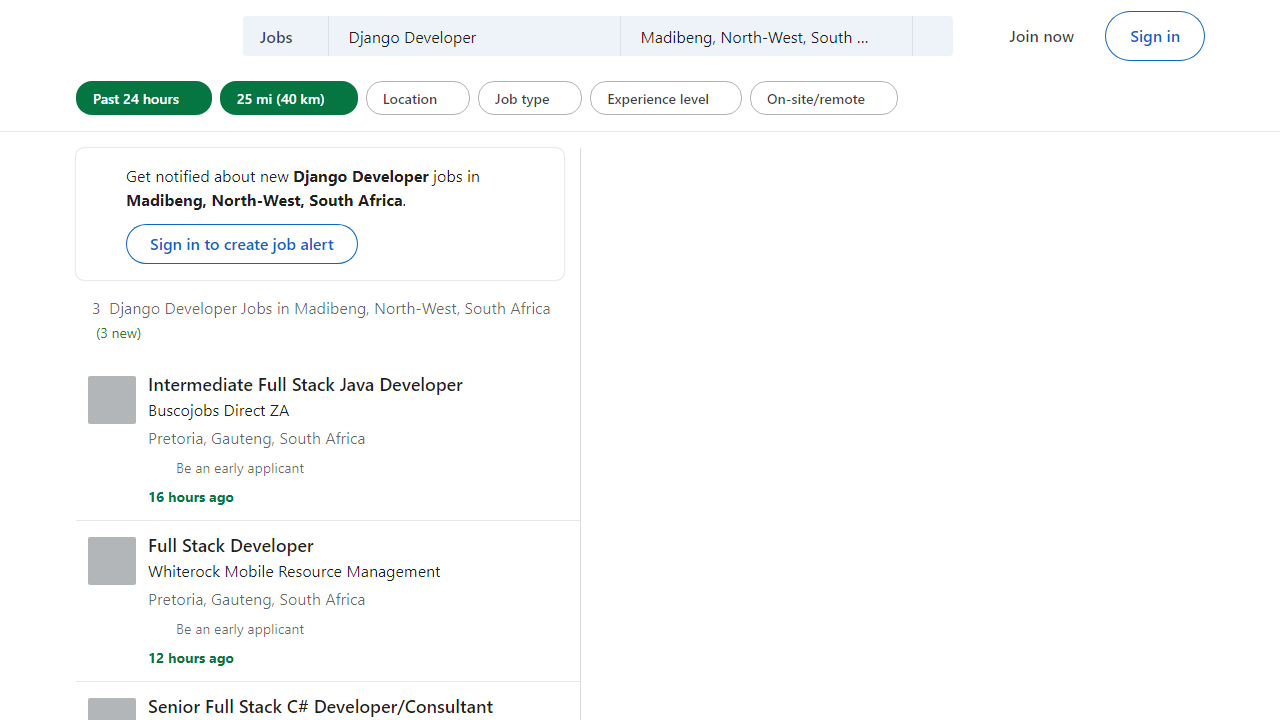 Jobs
Django Developer
Madibeng, North-West, South ...
Join now
Sign in
Past 24 hours
25 mi (40 km)
Location
Job type
Experience level
On-site/remote
Get notified about new Django Developer jobs in
Madibeng, North-West, South Africa.
Sign in to create job alert
3 Django Developer Jobs in Madibeng, North-West, South Africa
(3 new)
Intermediate Full Stack Java Developer
Buscojobs Direct ZA
Pretoria, Gauteng, South Africa
Be an early applicant
16 hours ago
Full Stack Developer
Whiterock Mobile Resource Management
Pretoria, Gauteng, South Africa
Be an early applicant
12 hours ago
Senior Full Stack C# Developer/Consultant